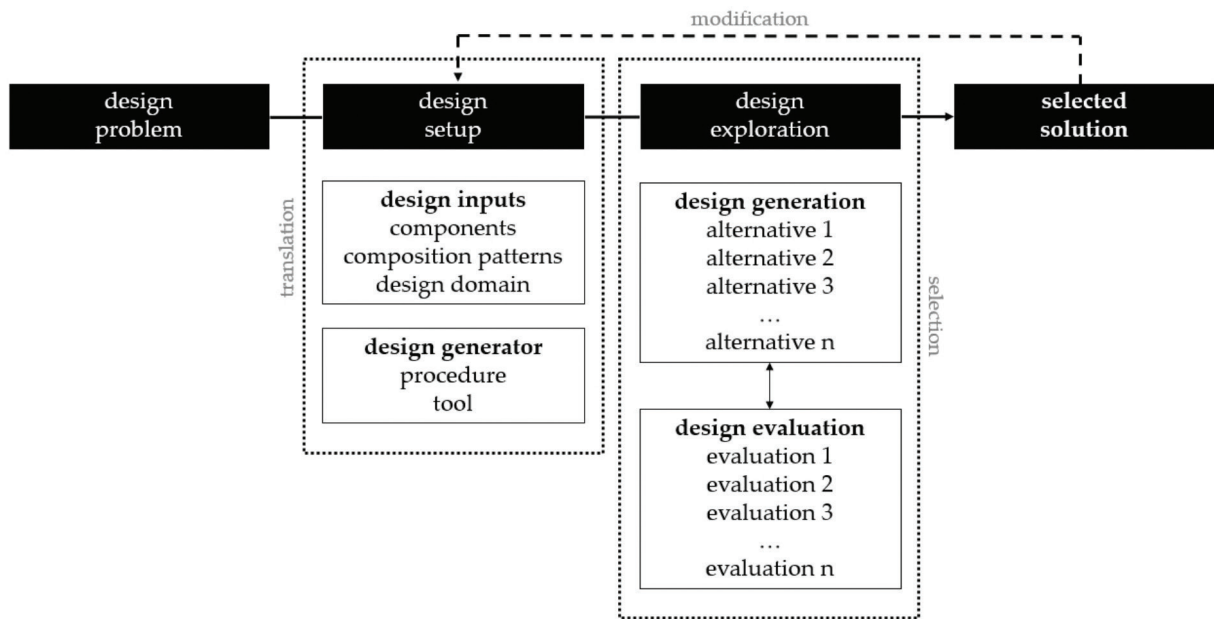 modification
design
problem
design
setup
design
exploration
selected
solution
translation
design inputs
components
composition patterns
design domain
design generator
procedure
tool
design generation
alternative 1
alternative 2
alternative 3
...
alternative n
design evaluation
evaluation 1
evaluation 2
evaluation 3
...
evaluation n
selection